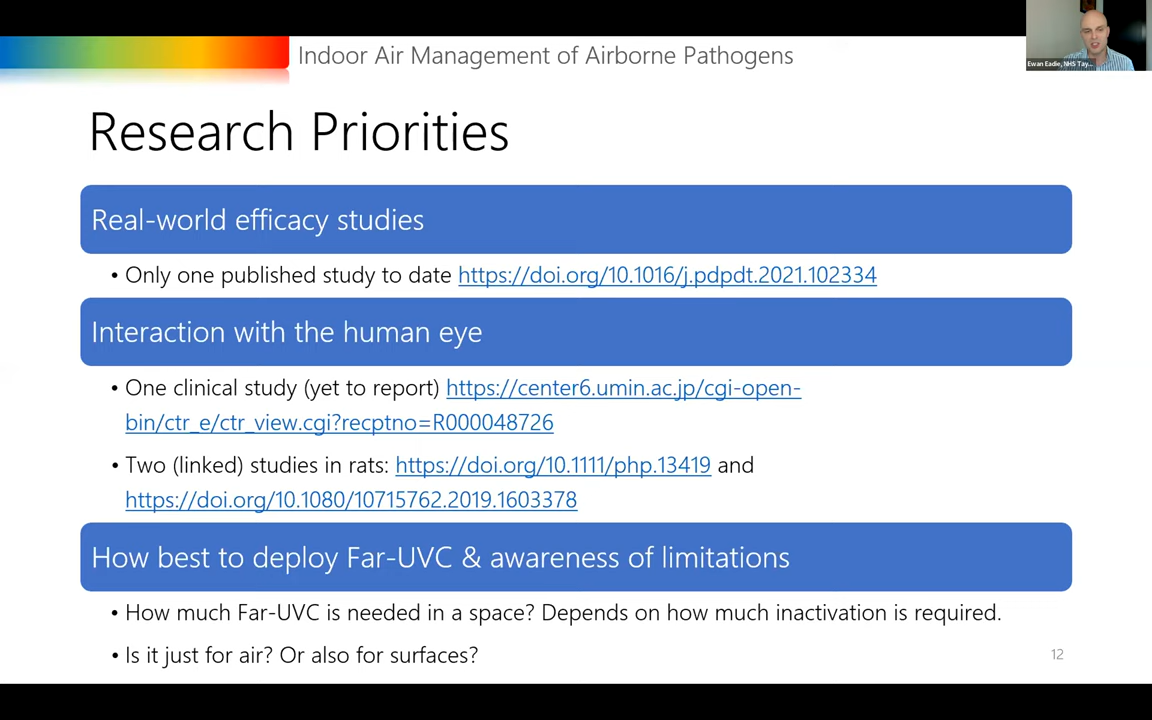 Indoor Air Management of Airborne Pathogens
Ewan Eadie, NHS Tay...
Research Priorities
Real-world efficacy studies
• Only one published study to date https://doi.org/10.1016/j.pdpdt.2021.102334
Interaction with the human eye
• One clinical study (yet to report) https://center6.umin.ac.jp/cgi-open-
bin/ctr_e/ctr_view.cgi?recptno=R000048726
• Two (linked) studies in rats: https://doi.org/10.1111/php.13419 and
https://doi.org/10.1080/10715762.2019.1603378
How best to deploy Far-UVC & awareness of limitations
• How much Far-UVC is needed in a space? Depends on how much inactivation is required.
• Is it just for air? Or also for surfaces?
12